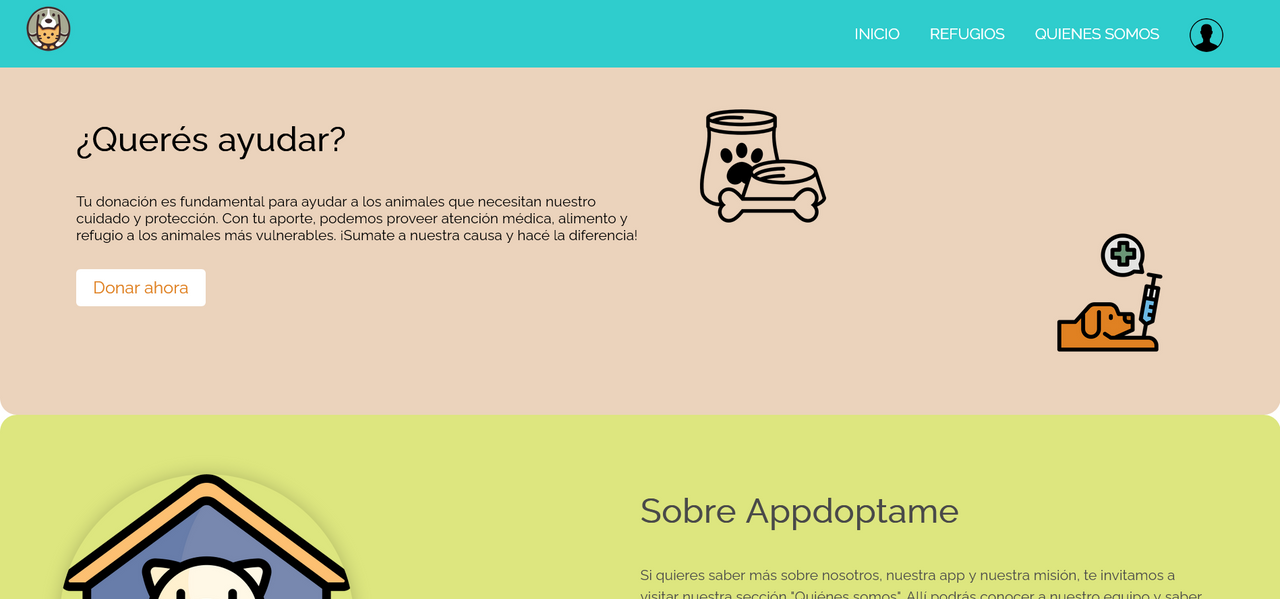 INICIO REFUGIOS QUIENES SOMOS
¿Querés ayudar?
Tu donación es fundamental para ayudar a los animales que necesitan nuestro
cuidado y protección. Con tu aporte, podemos proveer atención médica, alimento y
refugio a los animales más vulnerables. ¡Sumate a nuestra causa y hacé la diferencia!
Donar ahora
Sobre Appdoptame
Si quieres saber más sobre nosotros, nuestra app y nuestra misión, te invitamos a
visitar nuestra sección "Quiénes somos". Allí podrás conocer a nuestro equipo y saber